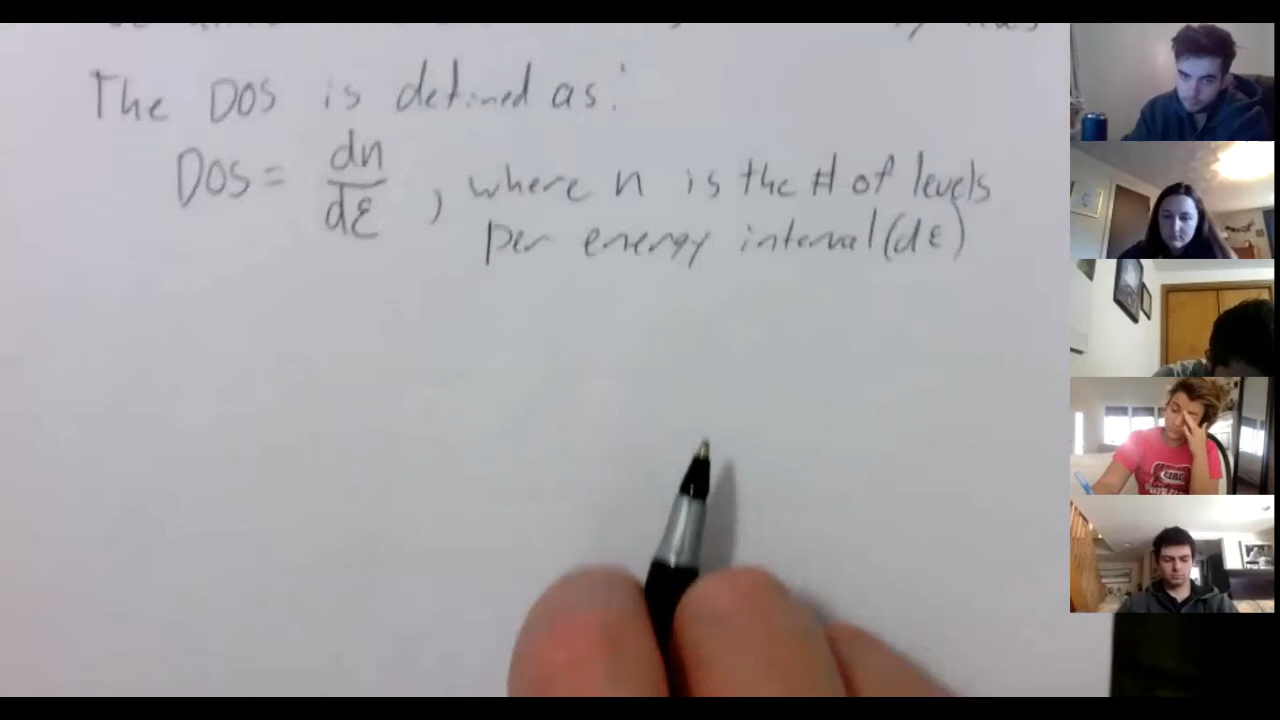 The DOS is defined as:
DOS = dn/dε , where n is the # of levels
per energy interval (dε)